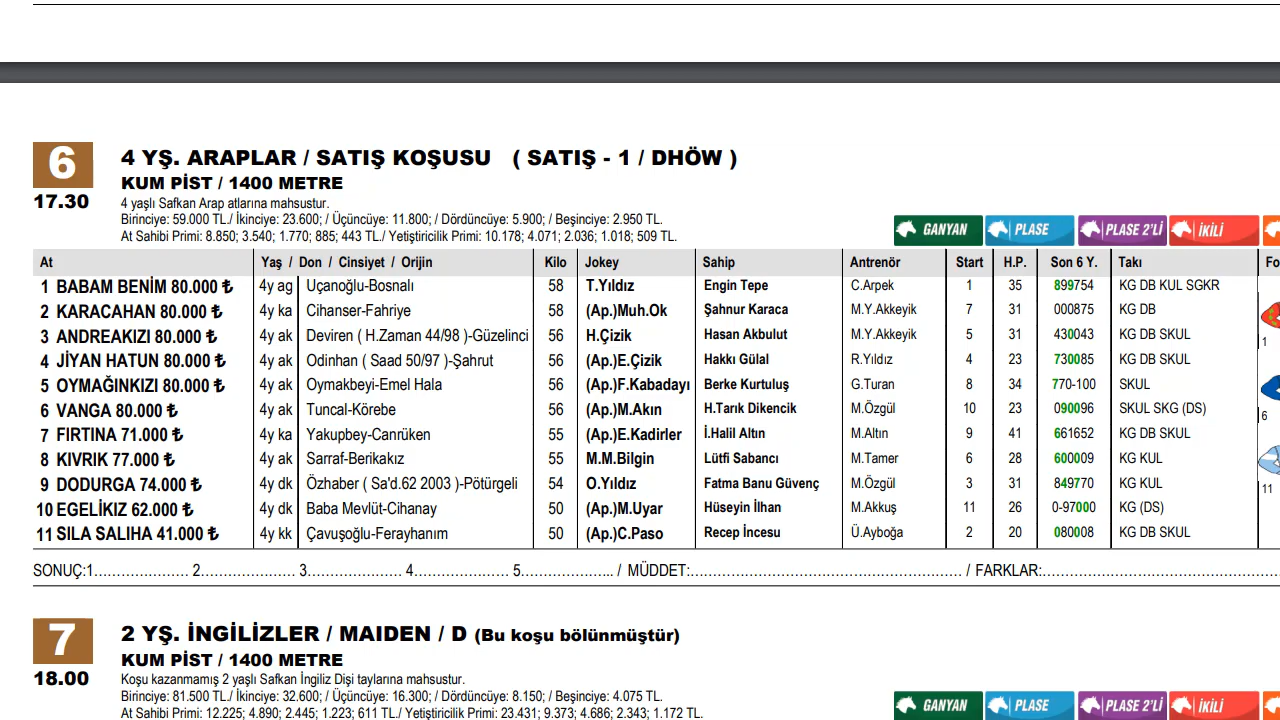 6
17.30
4 YŞ. ARAPLAR / SATIŞ KOŞUSU ( SATIŞ - 1 / DHÖW )
KUM PİST / 1400 METRE
4 yaşlı Safkan Arap atlarına mahsustur.
Birinciye: 59.000 TL./ İkinciye: 23.600; / Üçüncüye: 11.800; / Dördüncüye: 5.900; / Beşinciye: 2.950 TL.
At Sahibi Primi: 8.850; 3.540; 1.770; 885; 443 TL./ Yetiştiricilik Primi: 10.178; 4.071; 2.036; 1.018; 509 TL.
GANYAN PLASE PLASE 2'Lİ İKİLİ
At Yaş / Don / Cinsiyet / Orijin Kilo Jokey Sahip Antrenör Start H.P. Son 6 Y. Takı Fo
1 BABAM BENİM 80.000 ₺ 4y ag Uçanoğlu-Bosnalı 58 T.Yıldız Engin Tepe C.Arpek 1 35 899754 KG DB KUL SGKR
2 KARACAHAN 80.000 ₺ 4y ka Cihanser-Fahriye 58 (Ap.)Muh.Ok Şahnur Karaca M.Y.Akkeyik 7 31 000875 KG DB
3 ANDREAKIZI 80.000 ₺ 4y ak Deviren ( H.Zaman 44/98 )-Güzelinci 56 H.Çizik Hasan Akbulut M.Y.Akkeyik 5 31 430043 KG DB SKUL 1
4 JİYAN HATUN 80.000 ₺ 4y ak Odinhan ( Saad 50/97 )-Şahrut 56 (Ap.)E.Çizik Hakkı Gülal R.Yıldız 4 23 730085 KG DB SKUL
5 OYMAĞINKIZI 80.000 ₺ 4y ak Oymakbeyi-Emel Hala 56 (Ap.)F.Kabadayı Berke Kurtuluş G.Turan 8 34 770-100 SKUL
6 VANGA 80.000 ₺ 4y ak Tuncal-Körebe 56 (Ap.)M.Akın H.Tarık Dikencik M.Özgül 10 23 090096 SKUL SKG (DS) 6
7 FIRTINA 71.000 ₺ 4y ka Yakupbey-Canrüken 55 (Ap.)E.Kadirler İ.Halil Altın M.Altın 9 41 661652 KG DB SKUL
8 KIVRIK 77.000 ₺ 4y ak Sarraf-Berikakız 55 M.M.Bilgin Lütfi Sabancı M.Tamer 6 28 600009 KG KUL
9 DODURGA 74.000 ₺ 4y dk Özhaber ( Sa'd.62 2003 )-Pötürgeli 54 O.Yıldız Fatma Banu Güvenç M.Özgül 3 31 849770 KG KUL 11
10 EGELİKIZ 62.000 ₺ 4y dk Baba Mevlüt-Cihanay 50 (Ap.)M.Uyar Hüseyin İlhan M.Akkuş 11 26 0-97000 KG (DS)
11 SILA SALIHA 41.000 ₺ 4y kk Çavuşoğlu-Ferayhanım 50 (Ap.)C.Paso Recep İncesu Ü.Ayboğa 2 20 080008 KG DB SKUL
SONUÇ:1..................... 2..................... 3..................... 4..................... 5..................... / MÜDDET:............................................................ / FARKLAR:.....................................................
7
18.00
2 YŞ. İNGİLİZLER / MAIDEN / D (Bu koşu bölünmüştür)
KUM PİST / 1400 METRE
Koşu kazanmamış 2 yaşlı Safkan İngiliz Dişi taylarına mahsustur.
Birinciye: 81.500 TL./ İkinciye: 32.600; / Üçüncüye: 16.300; / Dördüncüye: 8.150; / Beşinciye: 4.075 TL.
At Sahibi Primi: 12.225; 4.890; 2.445; 1.223; 611 TL./ Yetiştiricilik Primi: 23.431; 9.373; 4.686; 2.343; 1.172 TL.
GANYAN PLASE PLASE 2'Lİ İKİLİ